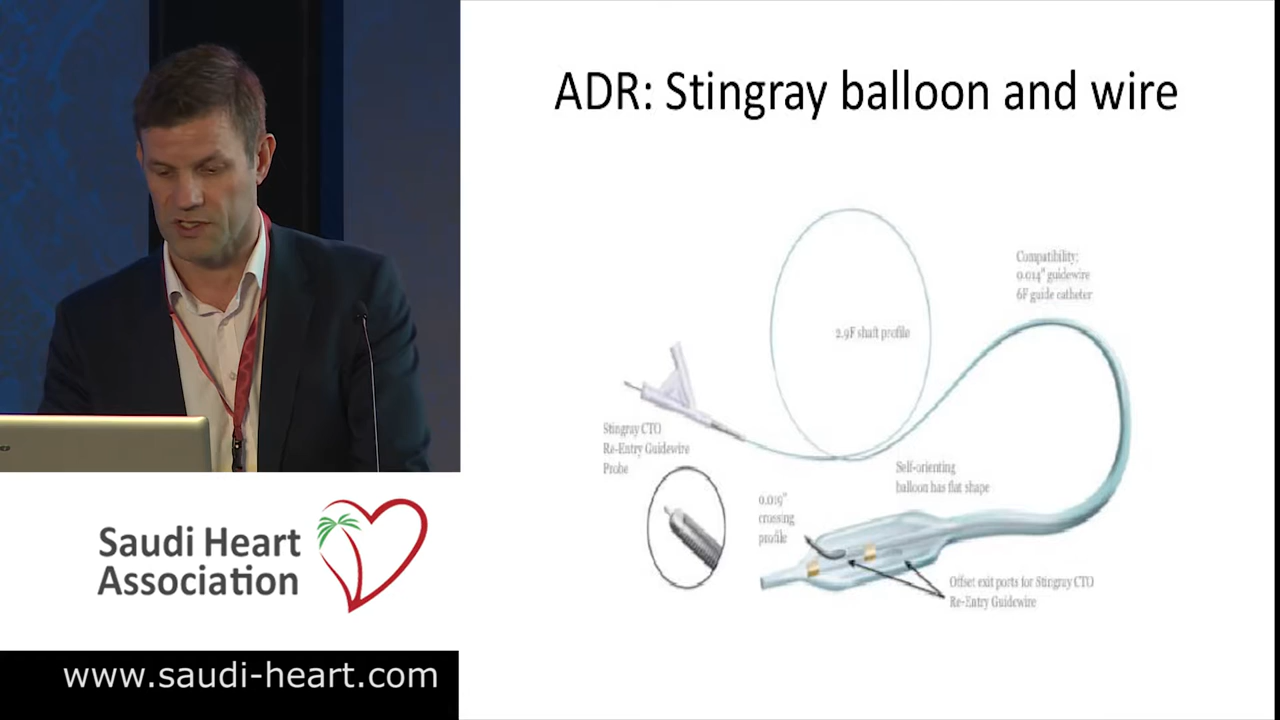 ADR: Stingray balloon and wire
Compatibility:
0.014" guidewire
6F guide catheter
2.9F shaft profile
Stingray CTO
Re-Entry Guidewire
Probe
Self-orienting
balloon has flat shape
0.019"
crossing
profile
Offset exit ports for Stingray CTO
Re-Entry Guidewire
Saudi Heart
Association
www.saudi-heart.com